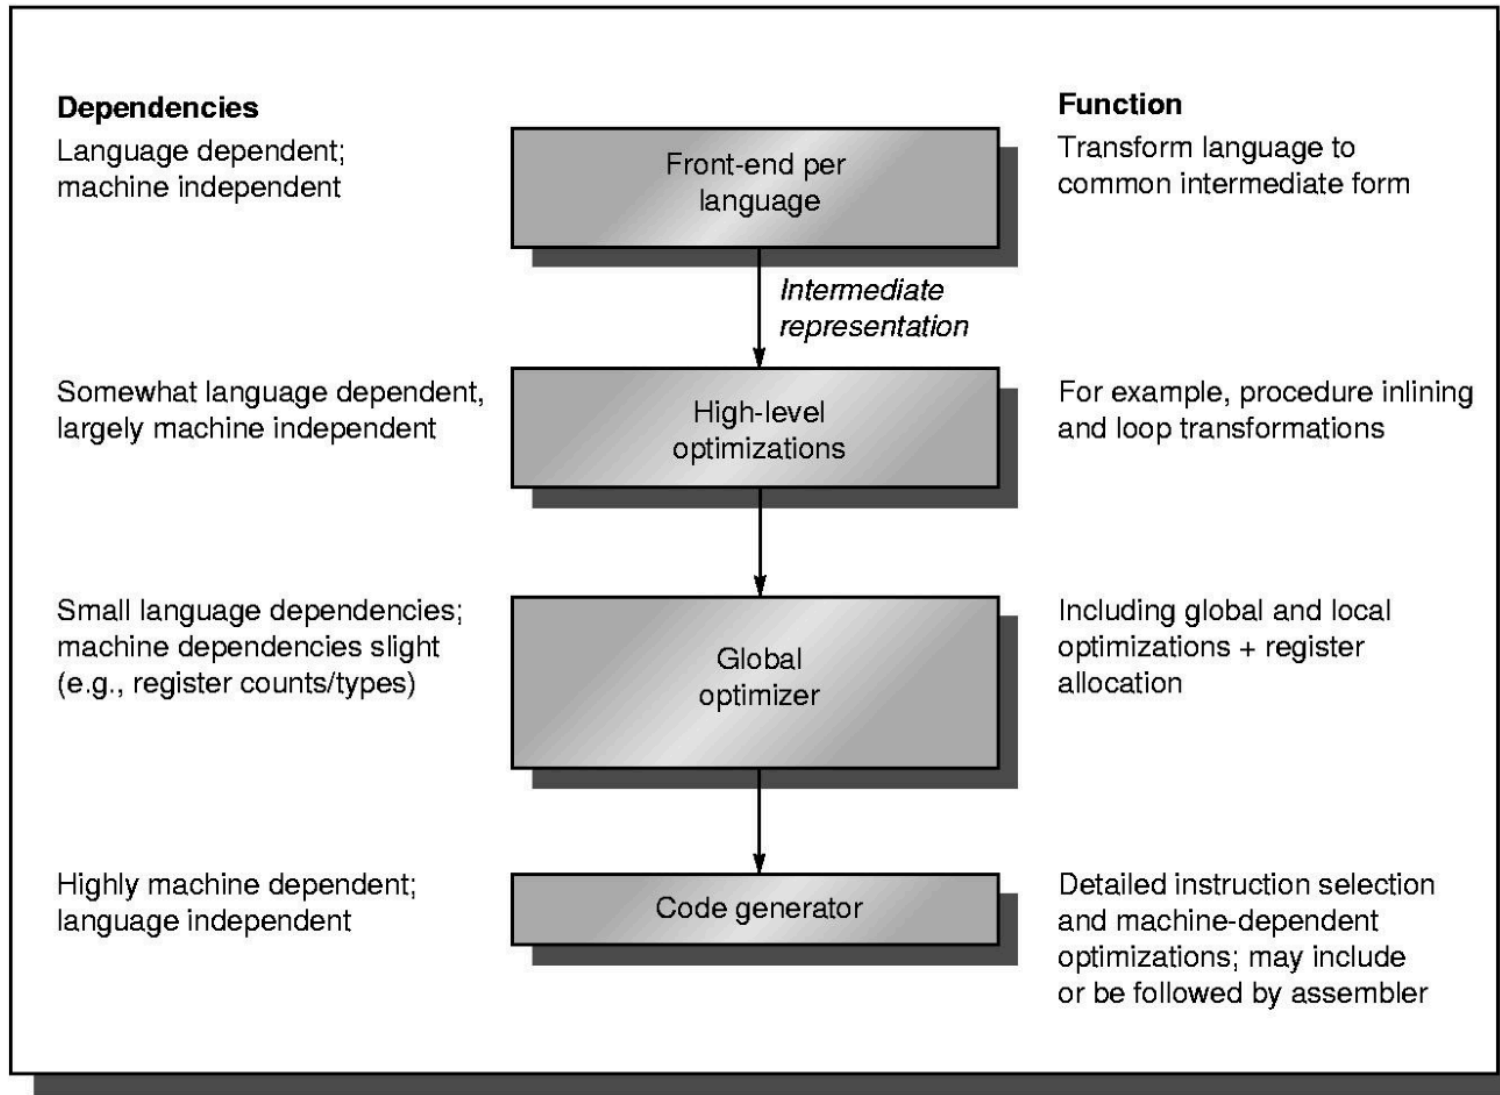 Dependencies
Language dependent;
machine independent
Front-end per
language
Function
Transform language to
common intermediate form
Intermediate
representation
Somewhat language dependent,
largely machine independent
High-level
optimizations
For example, procedure inlining
and loop transformations
Small language dependencies;
machine dependencies slight
(e.g., register counts/types)
Global
optimizer
Including global and local
optimizations + register
allocation
Highly machine dependent;
language independent
Code generator
Detailed instruction selection
and machine-dependent
optimizations; may include
or be followed by assembler